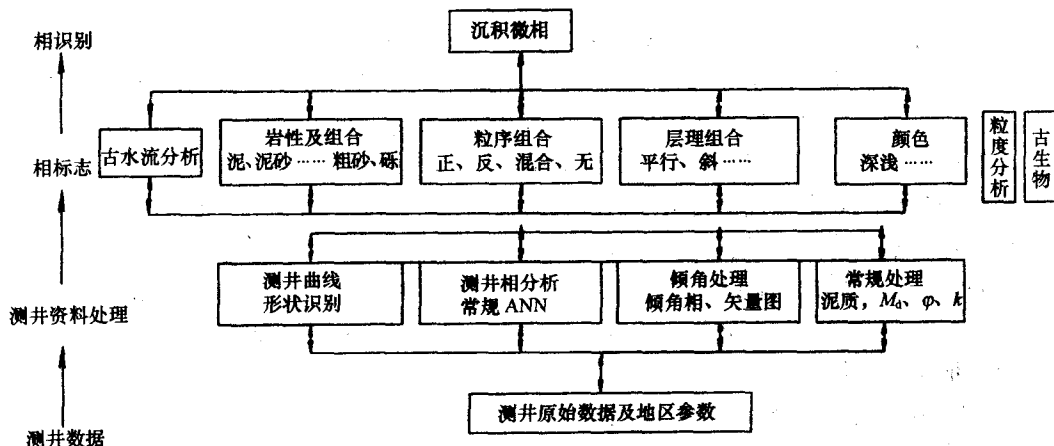 沉积微相
相识别
古水流分析
岩性及组合
泥、泥砂……粗砂、砾
粒序组合
正、反、混合、无
层理组合
平行、斜……
颜色
深浅……
粒度分析
古生物
相标志
测井曲线
形状识别
测井相分析
常规 ANN
倾角处理
倾角相、矢量图
常规处理
泥质，Md、φ、k
测井资料处理
测井原始数据及地区参数
测井数据